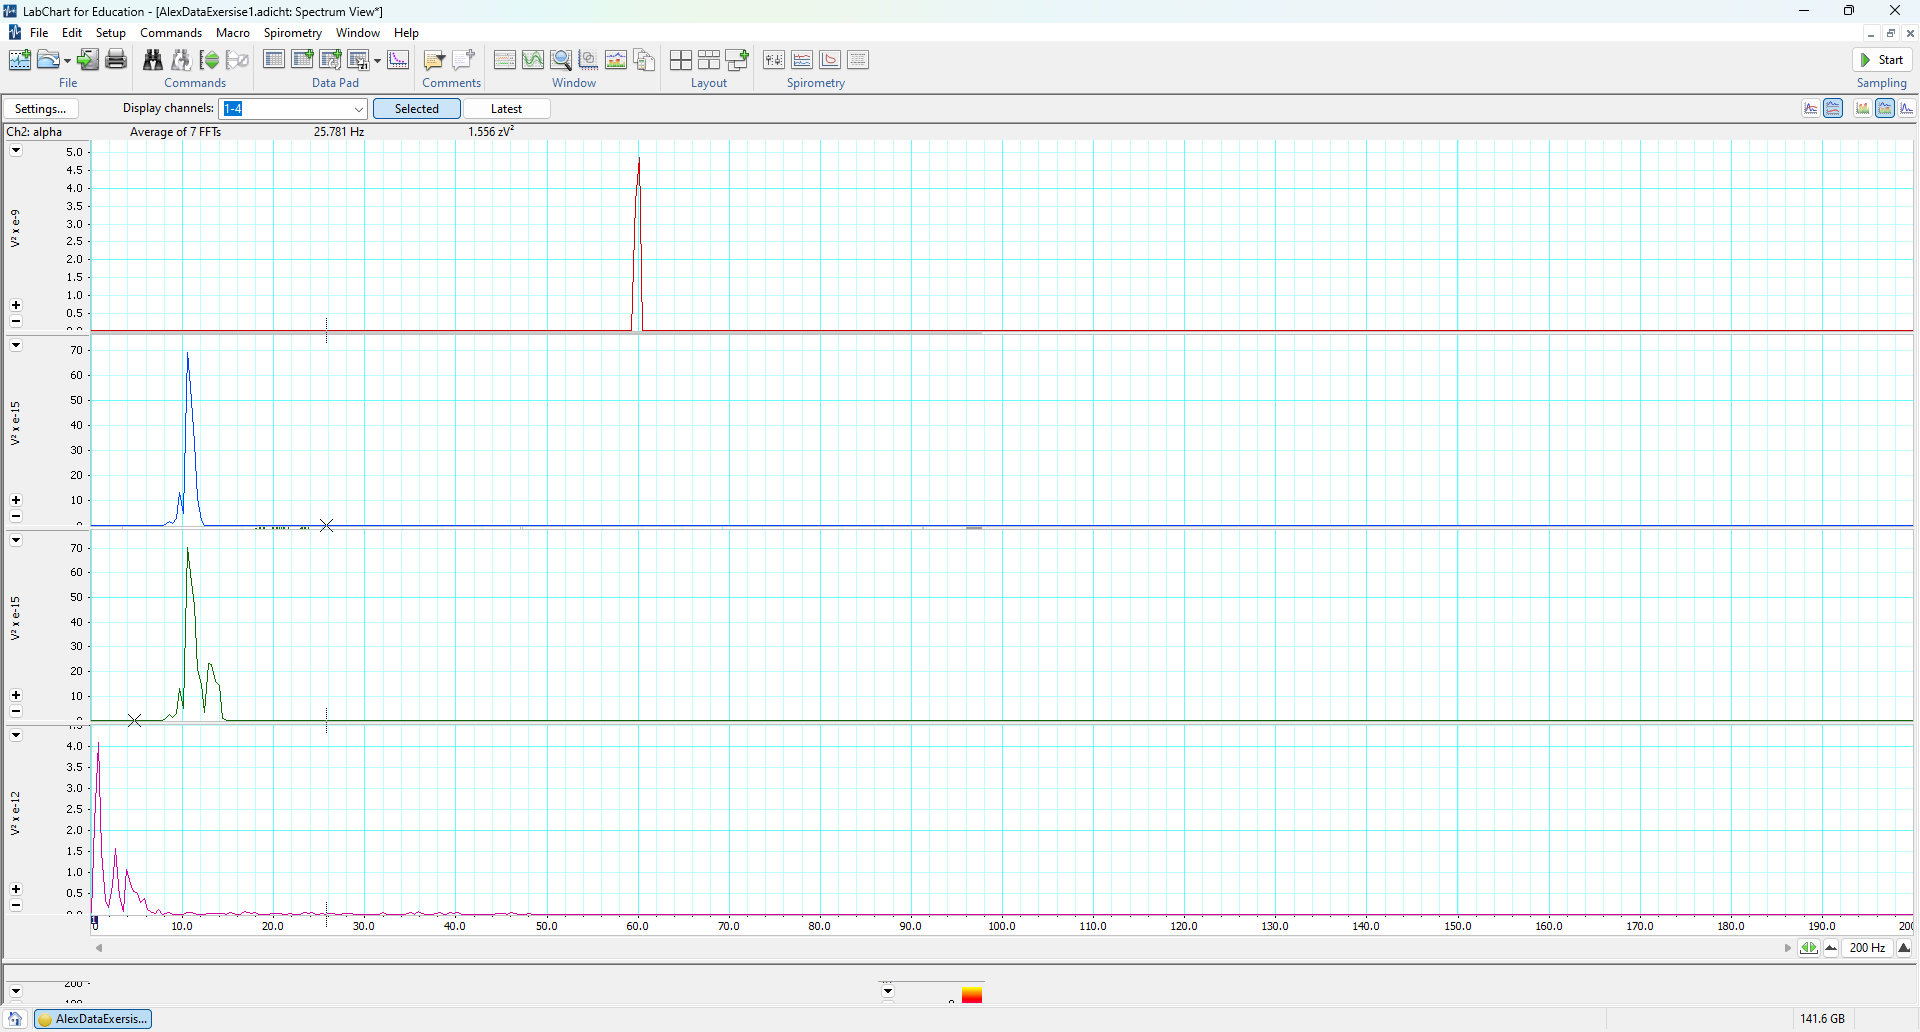 LabChart for Education - [AlexDataExersise1.adicht: Spectrum View*]
File Edit Setup Commands Macro Spirometry Window Help
File Commands Data Pad Comments Window Layout Spirometry
Start
Sampling
Settings... Display channels: 1-4 Selected Latest
Ch2: alpha Average of 7 FFTs 25.781 Hz 1.556 zV²
5.0
4.5
4.0
3.5
3.0
2.5
2.0
1.5
1.0
0.5
0.0
V² x e-9
70
60
50
40
30
20
10
V² x e-15
70
60
50
40
30
20
10
V² x e-15
4.0
3.5
3.0
2.5
2.0
1.5
1.0
0.5
0.0
V² x e-12
1
0 10.0 20.0 30.0 40.0 50.0 60.0 70.0 80.0 90.0 100.0 110.0 120.0 130.0 140.0 150.0 160.0 170.0 180.0 190.0 200
200 Hz
200
100
0
AlexDataExersis...
141.6 GB